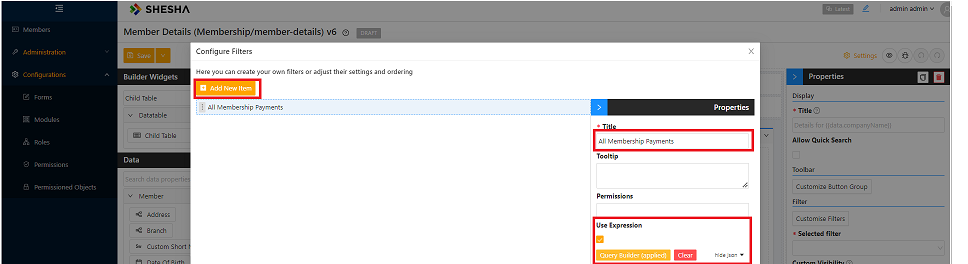 SHESHA
Latest
admin admin
Members
Administration
Configurations
Forms
Modules
Roles
Permissions
Permissioned Objects
Member Details (Membership/member-details) v6
DRAFT
Save
Settings
Builder Widgets
Child Table
Datatable
Child Table
Data
Search data properties
Member
Address
Branch
Custom Short N
Date Of Birth
Configure Filters
Here you can create your own filters or adjust their settings and ordering
Add New Item
All Membership Payments
Properties
* Title
All Membership Payments
Tooltip
Permissions
Use Expression
Query Builder (applied)
Clear
hide json
Properties
Display
* Title
Details for {{data.companyName}}
Allow Quick Search
Toolbar
Customize Button Group
Filter
Customise Filters
* Selected filter
Custom Visibility